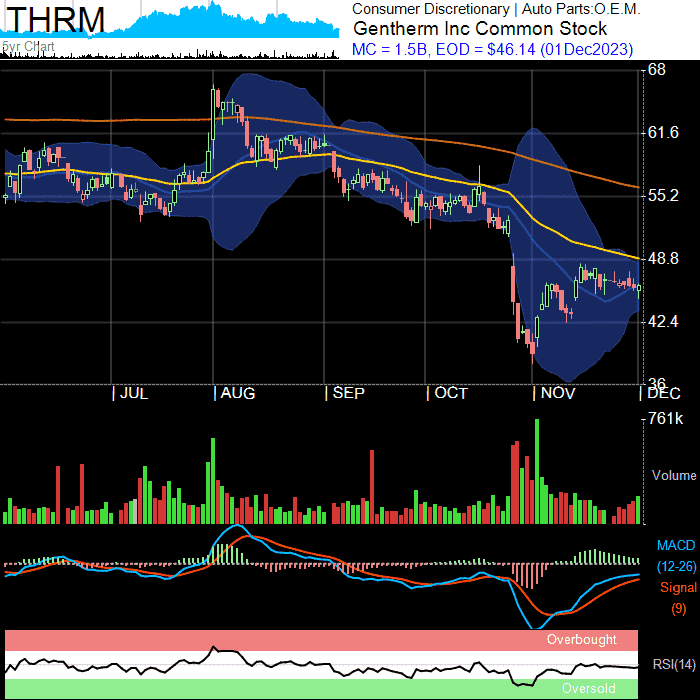 THRM
Consumer Discretionary | Auto Parts:O.E.M.
Gentherm Inc Common Stock
MC = 1.5B, EOD = $46.14 (01Dec2023)
5yr Chart
68
61.6
55.2
48.8
42.4
36
JUL AUG SEP OCT NOV DEC
761k
Volume
MACD
(12-26)
Signal
(9)
Overbought
RSI(14)
Oversold